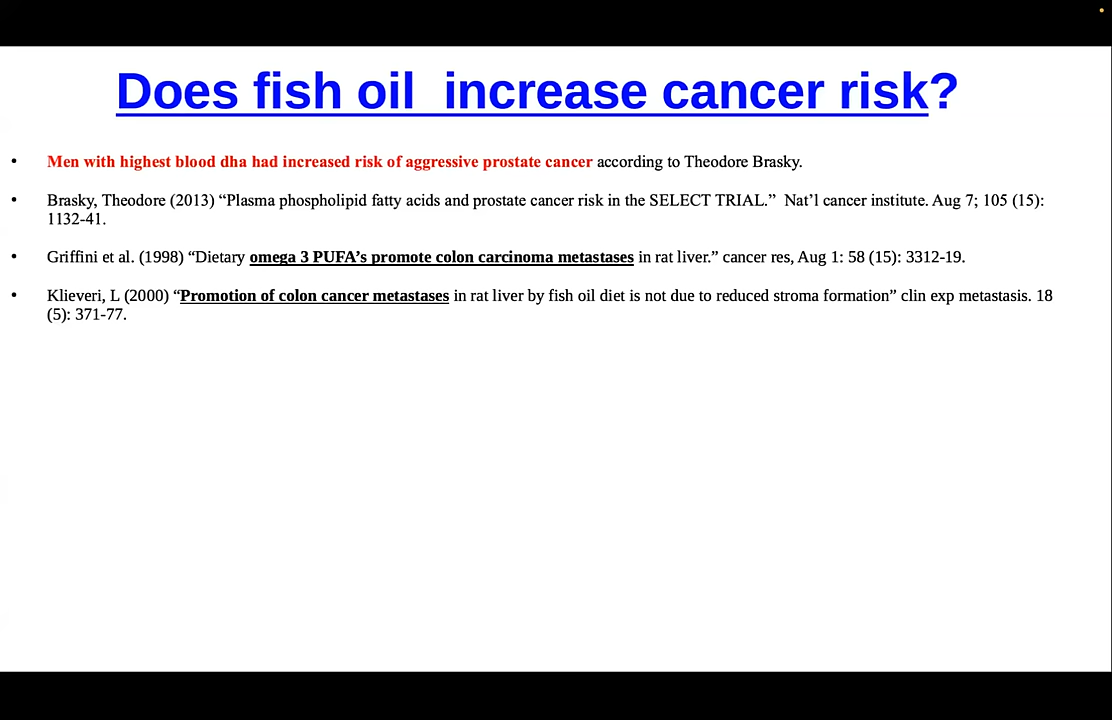 Does fish oil  increase cancer risk?
• Men with highest blood dha had increased risk of aggressive prostate cancer according to Theodore Brasky.
• Brasky, Theodore (2013) “Plasma phospholipid fatty acids and prostate cancer risk in the SELECT TRIAL.”  Nat’l cancer institute. Aug 7; 105 (15):
1132-41.
• Griffini et al. (1998) “Dietary omega 3 PUFA’s promote colon carcinoma metastases in rat liver.” cancer res, Aug 1: 58 (15): 3312-19.
• Klieveri, L (2000) “Promotion of colon cancer metastases in rat liver by fish oil diet is not due to reduced stroma formation” clin exp metastasis. 18
(5): 371-77.